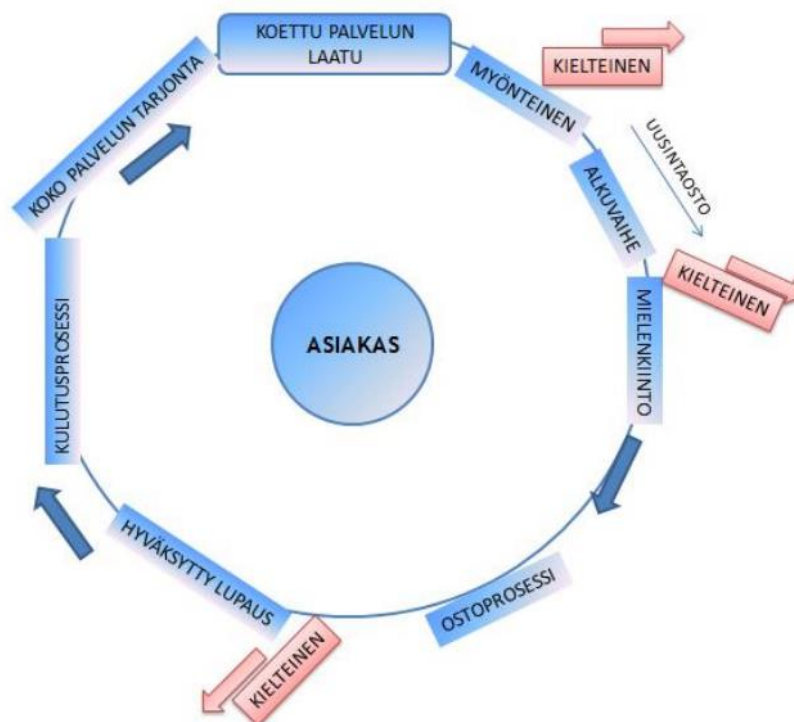 KOETTU PALVELUN
LAATU
MYÖNTEINEN
KIELTEINEN
UUSINTAOSTO
ALKUVAIHE
KIELTEINEN
MIELENKIINTO
OSTOPROSESSI
KIELTEINEN
HYVÄKSYTTY LUPAUS
KULUTUSPROSESSI
KOKO PALVELUN TARJONTA
ASIAKAS